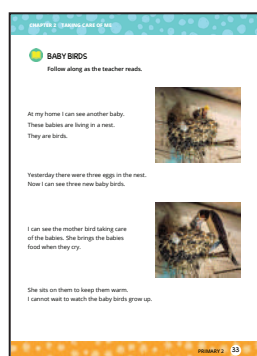 CHAPTER 2 TAKING CARE OF ME
BABY BIRDS
Follow along as the teacher reads.
At my home I can see another baby.
These babies are living in a nest.
They are birds.
Yesterday there were three eggs in the nest.
Now I can see three new baby birds.
I can see the mother bird taking care
of the babies. She brings the babies
food when they cry.
She sits on them to keep them warm.
I cannot wait to watch the baby birds grow up.
PRIMARY 2 33